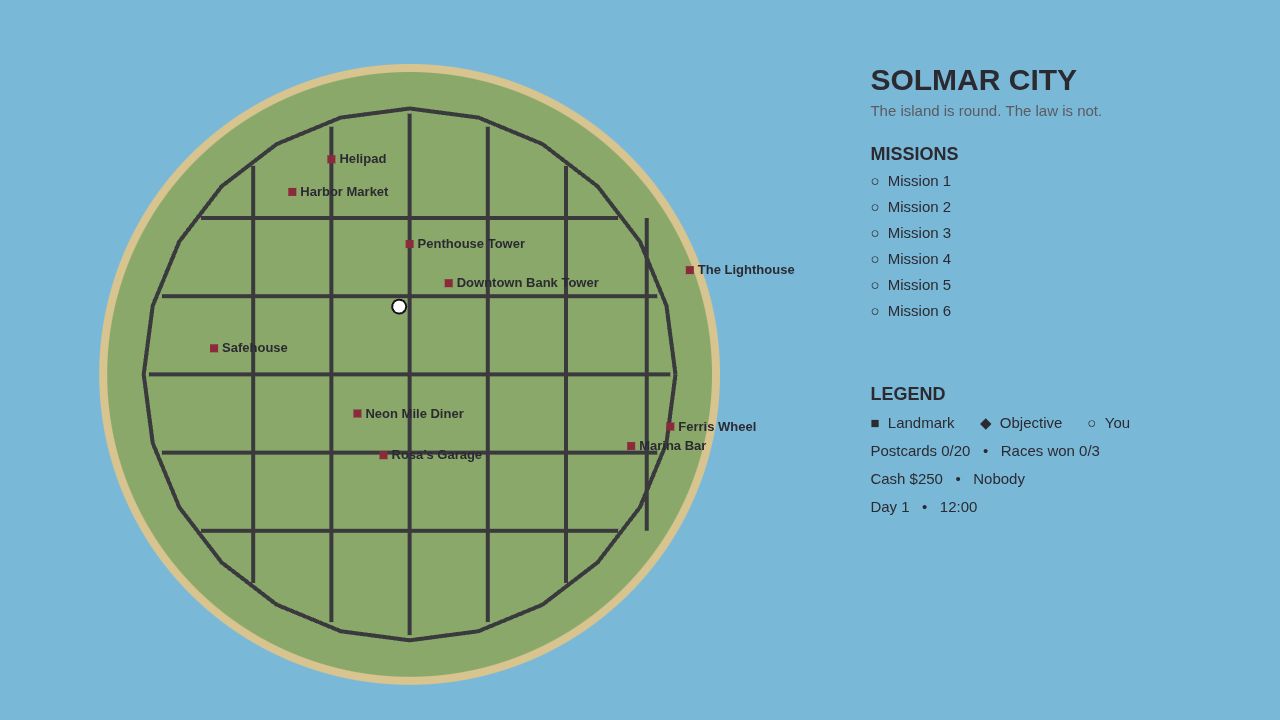 SOLMAR CITY
The island is round. The law is not.
MISSIONS
○ Mission 1
○ Mission 2
○ Mission 3
○ Mission 4
○ Mission 5
○ Mission 6
LEGEND
■ Landmark ◆ Objective ○ You
Postcards 0/20 • Races won 0/3
Cash $250 • Nobody
Day 1 • 12:00
Helipad
Harbor Market
Penthouse Tower
The Lighthouse
Downtown Bank Tower
Safehouse
Neon Mile Diner
Ferris Wheel
Marina Bar
Rosa's Garage